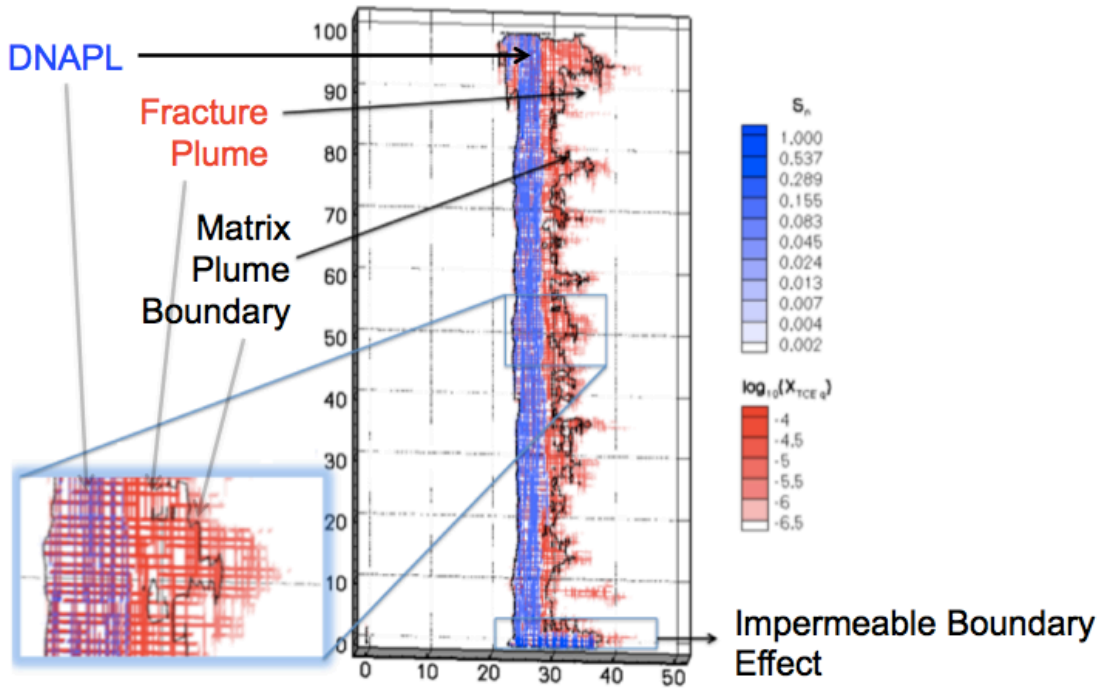 DNAPL
Fracture
Plume
Matrix
Plume
Boundary
100
90
80
70
60
50
40
30
20
10
0
0 10 20 30 40 50
Sₙ
1.000
0.537
0.289
0.155
0.083
0.045
0.024
0.013
0.007
0.004
0.002
log₁₀(X_TCE g)
-4
-4.5
-5
-5.5
-6
-6.5
Impermeable Boundary
Effect